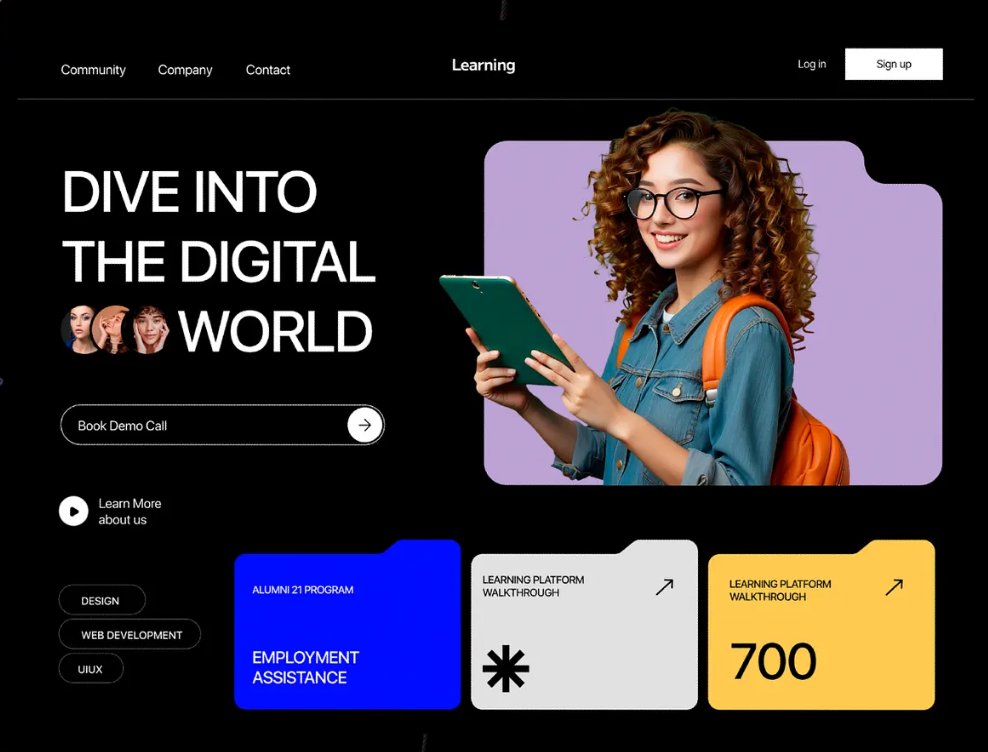 Community
Company
Contact
Learning
Log in
Sign up
DIVE INTO
THE DIGITAL
WORLD
Book Demo Call
Learn More
about us
DESIGN
WEB DEVELOPMENT
UIUX
ALUMNI 21 PROGRAM
EMPLOYMENT
ASSISTANCE
LEARNING PLATFORM
WALKTHROUGH
LEARNING PLATFORM
WALKTHROUGH
700